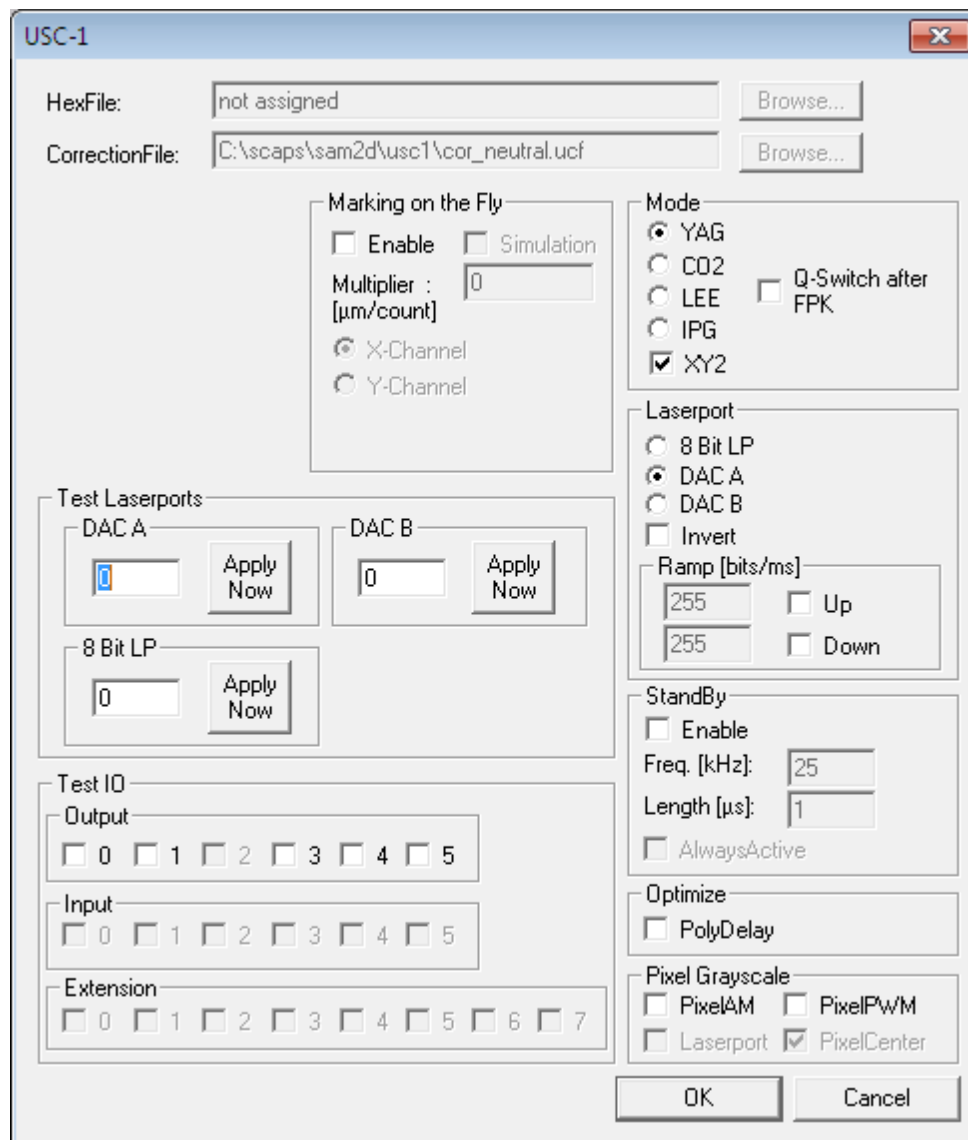 USC-1
HexFile: not assigned Browse...
CorrectionFile: C:\scaps\sam2d\usc1\cor_neutral.ucf Browse...
Marking on the Fly
Enable Simulation
Multiplier : 0
[µm/count]
X-Channel
Y-Channel
Mode
YAG
CO2
LEE
IPG
XY2
Q-Switch after
FPK
Laserport
8 Bit LP
DAC A
DAC B
Invert
Ramp [bits/ms]
255 Up
255 Down
Test Laserports
DAC A
0
Apply
Now
DAC B
0
Apply
Now
8 Bit LP
0
Apply
Now
StandBy
Enable
Freq. [kHz]: 25
Length [µs]: 1
AlwaysActive
Test IO
Output
0 1 2 3 4 5
Input
0 1 2 3 4 5
Extension
0 1 2 3 4 5 6 7
Optimize
PolyDelay
Pixel Grayscale
PixelAM PixelPWM
Laserport PixelCenter
OK Cancel